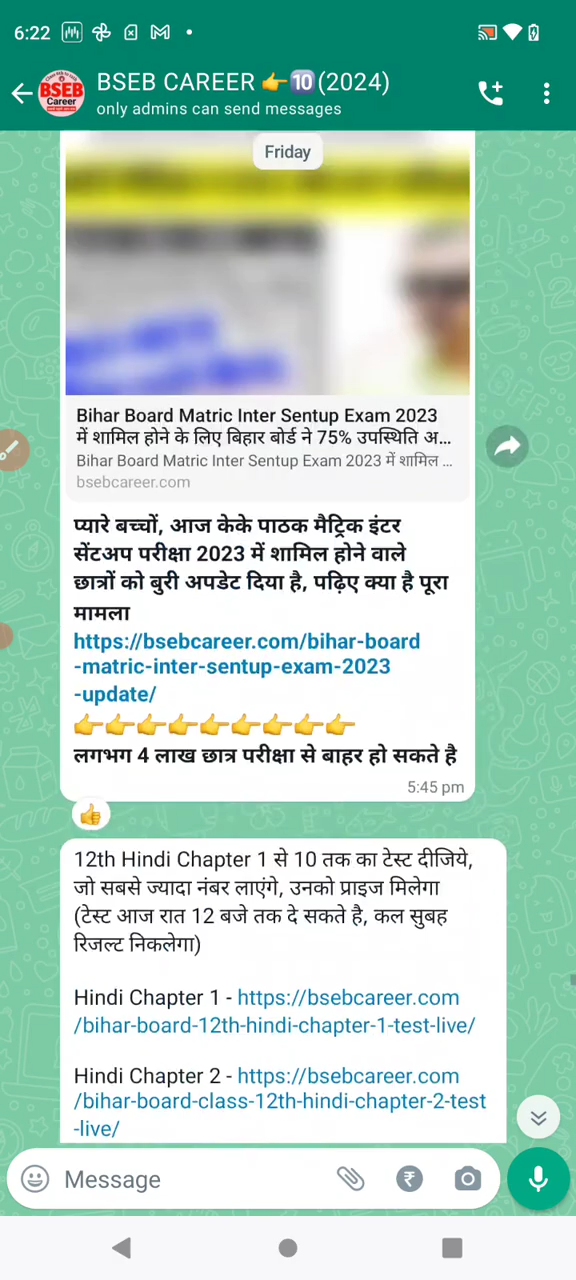 6:22
BSEB CAREER 👉🔟(2024)
only admins can send messages
BSEB
Career
Friday
Bihar Board Matric Inter Sentup Exam 2023
में शामिल होने के लिए बिहार बोर्ड ने 75% उपस्थिति अ...
Bihar Board Matric Inter Sentup Exam 2023 में शामिल ...
bsebcareer.com
प्यारे बच्चों, आज केके पाठक मैट्रिक इंटर
सेंटअप परीक्षा 2023 में शामिल होने वाले
छात्रों को बुरी अपडेट दिया है, पढ़िए क्या है पूरा
मामला
https://bsebcareer.com/bihar-board
-matric-inter-sentup-exam-2023
-update/
👉👉👉👉👉👉👉👉👉
लगभग 4 लाख छात्र परीक्षा से बाहर हो सकते है
5:45 pm
👍
12th Hindi Chapter 1 से 10 तक का टेस्ट दीजिये,
जो सबसे ज्यादा नंबर लाएंगे, उनको प्राइज मिलेगा
(टेस्ट आज रात 12 बजे तक दे सकते है, कल सुबह
रिजल्ट निकलेगा)
Hindi Chapter 1 - https://bsebcareer.com
/bihar-board-12th-hindi-chapter-1-test-live/
Hindi Chapter 2 - https://bsebcareer.com
/bihar-board-class-12th-hindi-chapter-2-test
-live/
Message